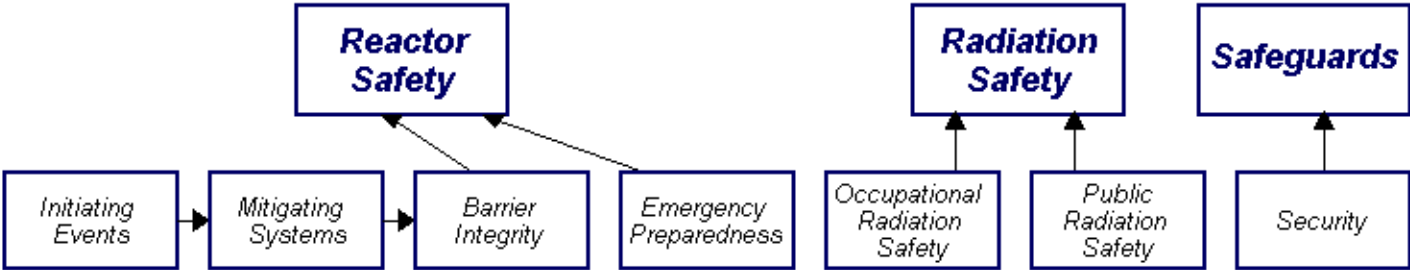 Reactor
Safety
Radiation
Safety
Safeguards
Initiating
Events
Mitigating
Systems
Barrier
Integrity
Emergency
Preparedness
Occupational
Radiation
Safety
Public
Radiation
Safety
Security